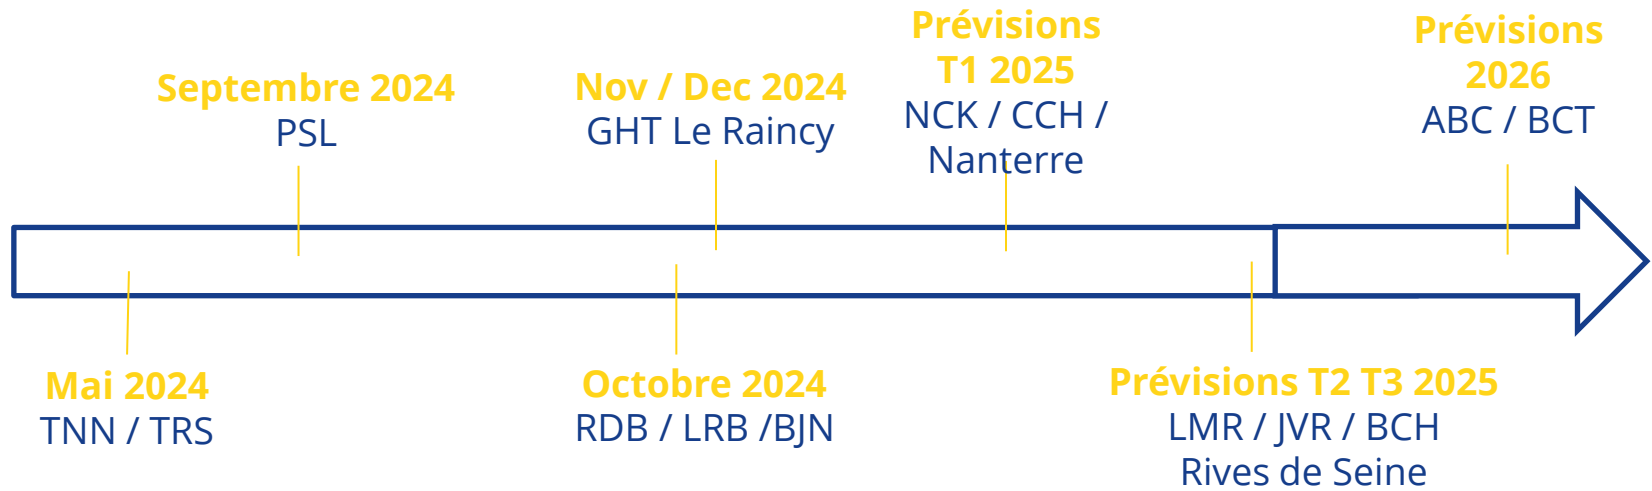 Septembre 2024
PSL
Nov / Dec 2024
GHT Le Raincy
Prévisions
T1 2025
NCK / CCH /
Nanterre
Prévisions
2026
ABC / BCT
Mai 2024
TNN / TRS
Octobre 2024
RDB / LRB /BJN
Prévisions T2 T3 2025
LMR / JVR / BCH
Rives de Seine